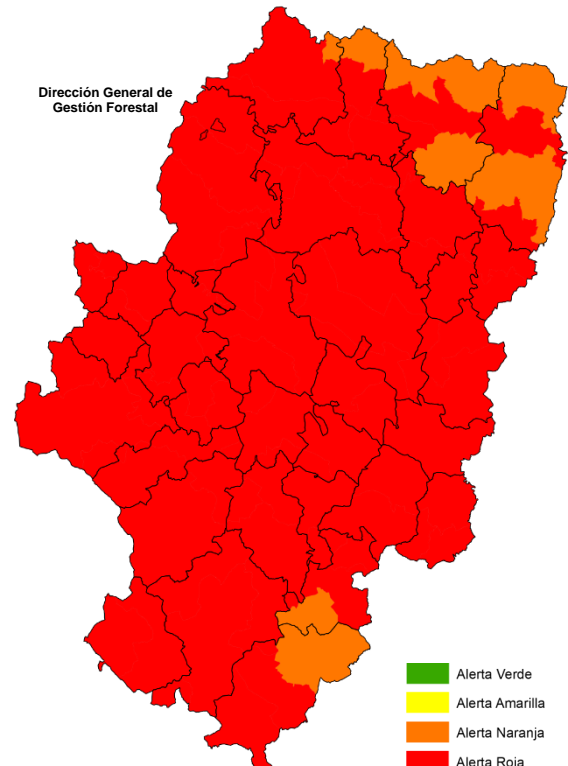 Dirección General de
Gestión Forestal
Alerta Verde
Alerta Amarilla
Alerta Naranja
Alerta Roja